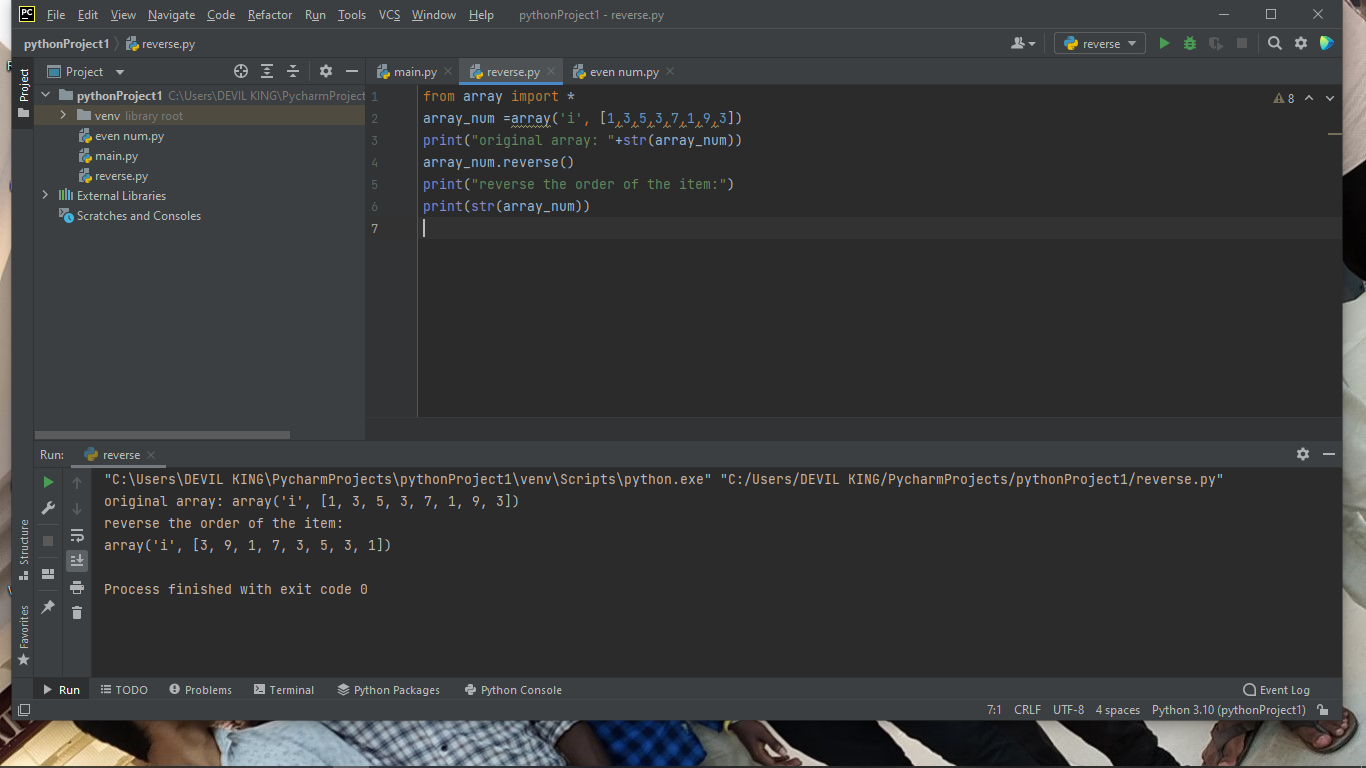 PC File Edit View Navigate Code Refactor Run Tools VCS Window Help pythonProject1 - reverse.py
pythonProject1 reverse.py reverse
Project
Project
main.py reverse.py even num.py
pythonProject1 C:\Users\DEVIL KING\PycharmProject
venv library root
even num.py
main.py
reverse.py
External Libraries
Scratches and Consoles
8
1 from array import *
2 array_num =array('i', [1,3,5,3,7,1,9,3])
3 print("original array: "+str(array_num))
4 array_num.reverse()
5 print("reverse the order of the item:")
6 print(str(array_num))
7
Run: reverse
"C:\Users\DEVIL KING\PycharmProjects\pythonProject1\venv\Scripts\python.exe" "C:/Users/DEVIL KING/PycharmProjects/pythonProject1/reverse.py"
original array: array('i', [1, 3, 5, 3, 7, 1, 9, 3])
reverse the order of the item:
array('i', [3, 9, 1, 7, 3, 5, 3, 1])
Process finished with exit code 0
Structure
Favorites
Run TODO Problems Terminal Python Packages Python Console Event Log
7:1 CRLF UTF-8 4 spaces Python 3.10 (pythonProject1)